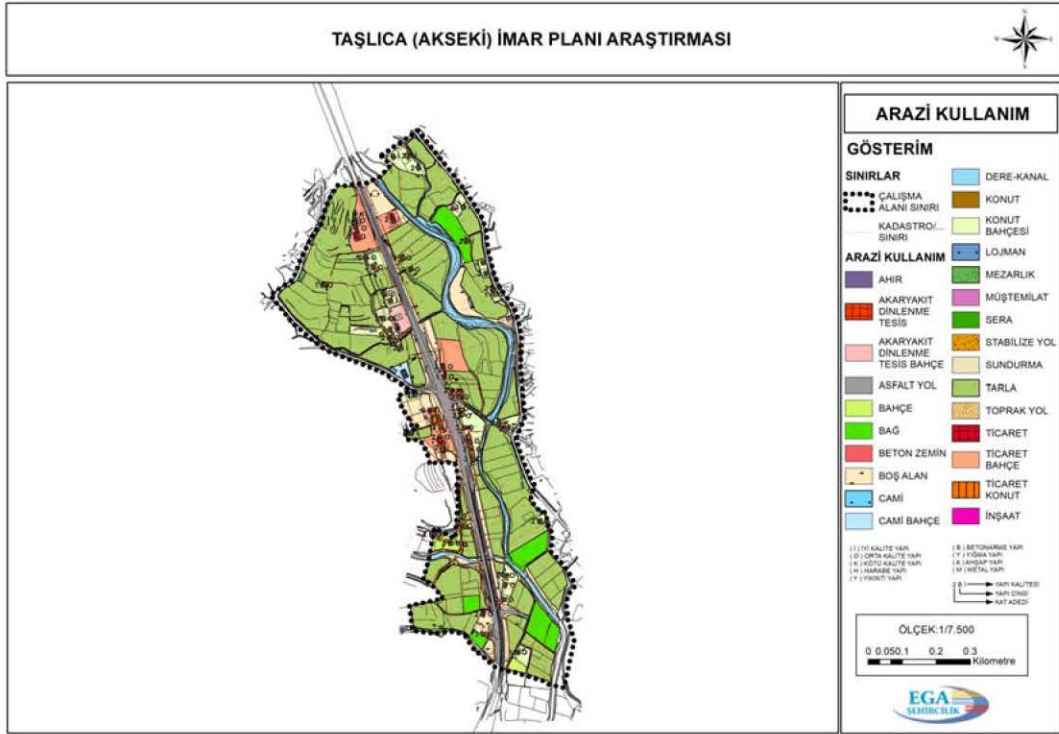 TAŞLICA (AKSEKİ) İMAR PLANI ARAŞTIRMASI
ARAZİ KULLANIM
GÖSTERİM
SINIRLAR
ÇALIŞMA
ALANI SINIRI
KADASTRO/...
SINIRI
ARAZİ KULLANIM
AHIR
AKARYAKIT
DİNLENME
TESİS
AKARYAKIT
DİNLENME
TESİS BAHÇE
ASFALT YOL
BAHÇE
BAĞ
BETON ZEMİN
BOŞ ALAN
CAMİ
CAMİ BAHÇE
DERE-KANAL
KONUT
KONUT
BAHÇESİ
LOJMAN
MEZARLIK
MÜŞTEMİLAT
SERA
STABİLİZE YOL
SUNDURMA
TARLA
TOPRAK YOL
TİCARET
TİCARET
BAHÇE
TİCARET
KONUT
İNŞAAT
( İ ) İYİ KALİTE YAPI
( O ) ORTA KALİTE YAPI
( K ) KÖTÜ KALİTE YAPI
( H ) HARABE YAPI
( Y ) YIKINTI YAPI
( B ) BETONARME YAPI
( Y ) YIĞMA YAPI
( A ) AHŞAP YAPI
( M ) METAL YAPI
2 B İ YAPI KALİTESİ
YAPI CİNSİ
KAT ADEDİ
ÖLÇEK:1/7.500
0 0.050.1 0.2 0.3
Kilometre
EGA
ŞEHİRCİLİK